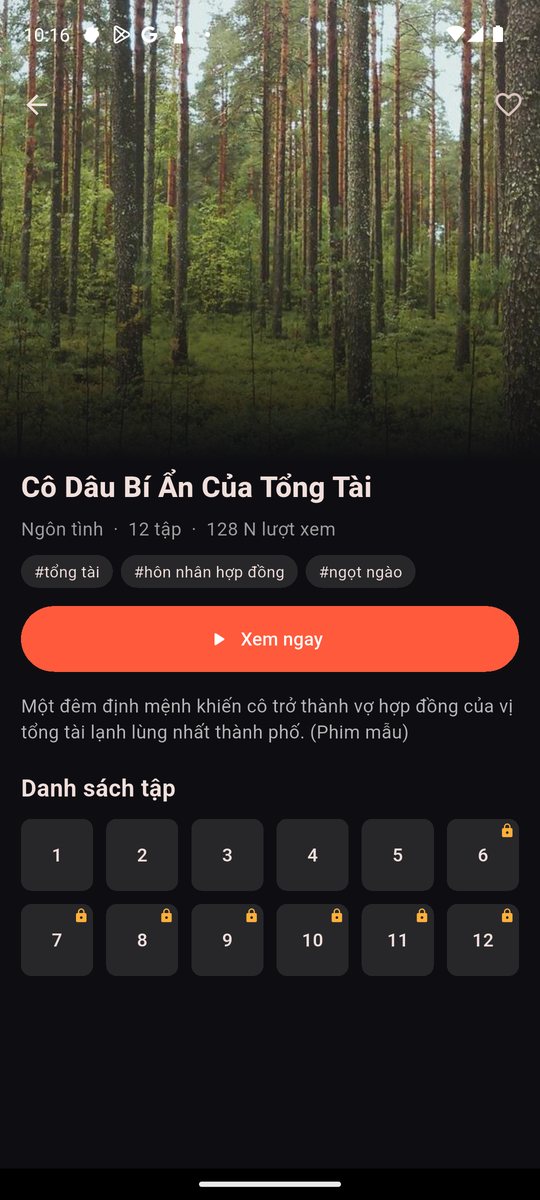 10:16
Cô Dâu Bí Ẩn Của Tổng Tài
Ngôn tình · 12 tập · 128 N lượt xem
#tổng tài #hôn nhân hợp đồng #ngọt ngào
Xem ngay
Một đêm định mệnh khiến cô trở thành vợ hợp đồng của vị
tổng tài lạnh lùng nhất thành phố. (Phim mẫu)
Danh sách tập
1 2 3 4 5 6
7 8 9 10 11 12